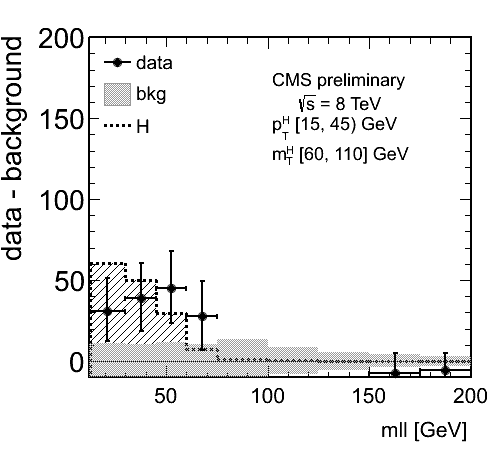 data - background
200
150
100
50
0
data
bkg
H
CMS preliminary
√s = 8 TeV
p_T^H [15, 45) GeV
m_T^H [60, 110] GeV
50
100
150
200
mll [GeV]